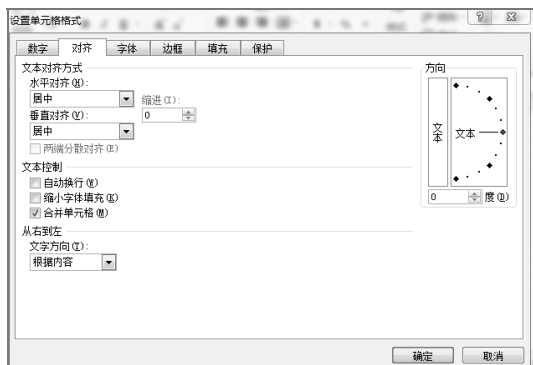 设置单元格格式
数字 对齐 字体 边框 填充 保护
文本对齐方式
水平对齐(H):
居中
缩进(I):
垂直对齐(V):
0
居中
两端分散对齐(E)
文本控制
自动换行(W)
缩小字体填充(K)
合并单元格(M)
从右到左
文字方向(T):
根据内容
方向
文本
文本
0 度(D)
确定 取消